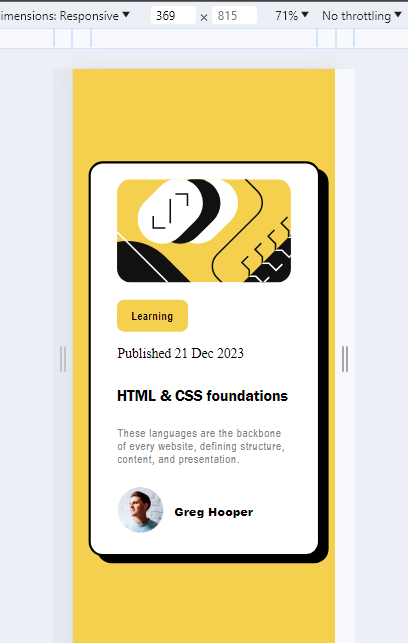 imensions: Responsive ▼ 369 × 815 71% ▼ No throttling ▼
Learning
Published 21 Dec 2023
HTML & CSS foundations
These languages are the backbone
of every website, defining structure,
content, and presentation.
Greg Hooper